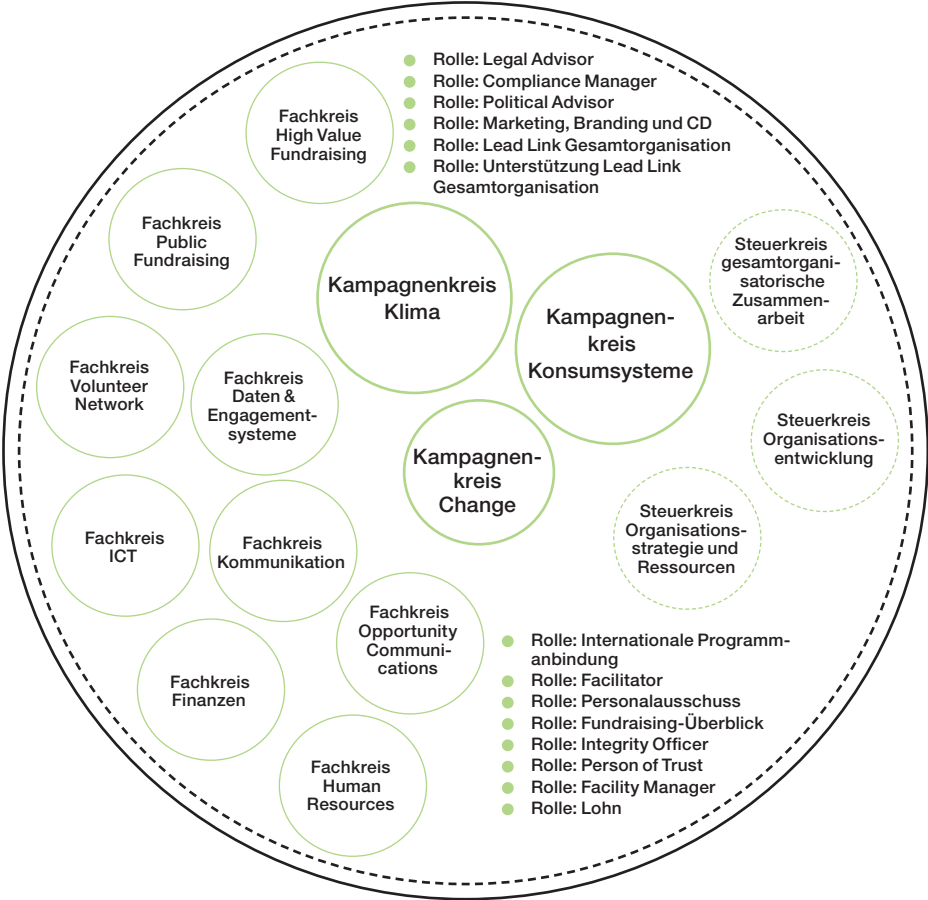 Rolle: Legal Advisor
Rolle: Compliance Manager
Rolle: Political Advisor
Rolle: Marketing, Branding und CD
Rolle: Lead Link Gesamtorganisation
Rolle: Unterstützung Lead Link
Gesamtorganisation
Fachkreis
High Value
Fundraising
Fachkreis
Public
Fundraising
Fachkreis
Volunteer
Network
Fachkreis
Daten &
Engagement-
systeme
Fachkreis
ICT
Fachkreis
Kommunikation
Fachkreis
Opportunity
Communi-
cations
Fachkreis
Finanzen
Fachkreis
Human
Resources
Kampagnenkreis
Klima
Kampagnen-
kreis
Konsumsysteme
Kampagnen-
kreis
Change
Steuerkreis
gesamtorgani-
satorische
Zusammen-
arbeit
Steuerkreis
Organisations-
entwicklung
Steuerkreis
Organisations-
strategie und
Ressourcen
Rolle: Internationale Programm-
anbindung
Rolle: Facilitator
Rolle: Personalausschuss
Rolle: Fundraising-Überblick
Rolle: Integrity Officer
Rolle: Person of Trust
Rolle: Facility Manager
Rolle: Lohn